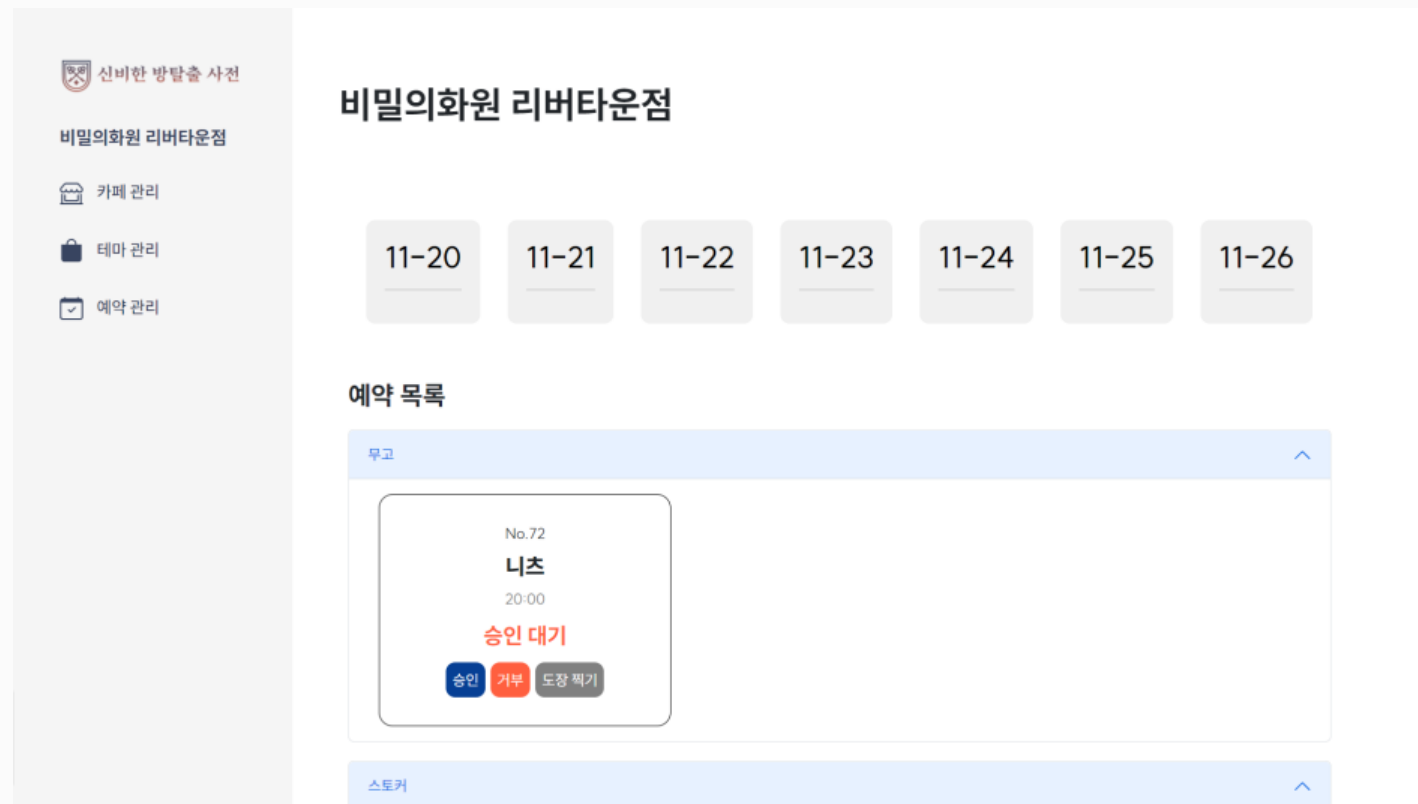 신비한 방탈출 사전
비밀의화원 리버타운점
카페 관리
테마 관리
예약 관리
비밀의화원 리버타운점
11-20 11-21 11-22 11-23 11-24 11-25 11-26
예약 목록
무고
No.72
니츠
20:00
승인 대기
승인 거부 도장 찍기
스토커